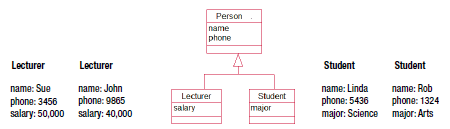 Person
name
phone
Lecturer
name: Sue
phone: 3456
salary: 50,000
Lecturer
name: John
phone: 9865
salary: 40,000
Lecturer
salary
Student
major
Student
name: Linda
phone: 5436
major: Science
Student
name: Rob
phone: 1324
major: Arts